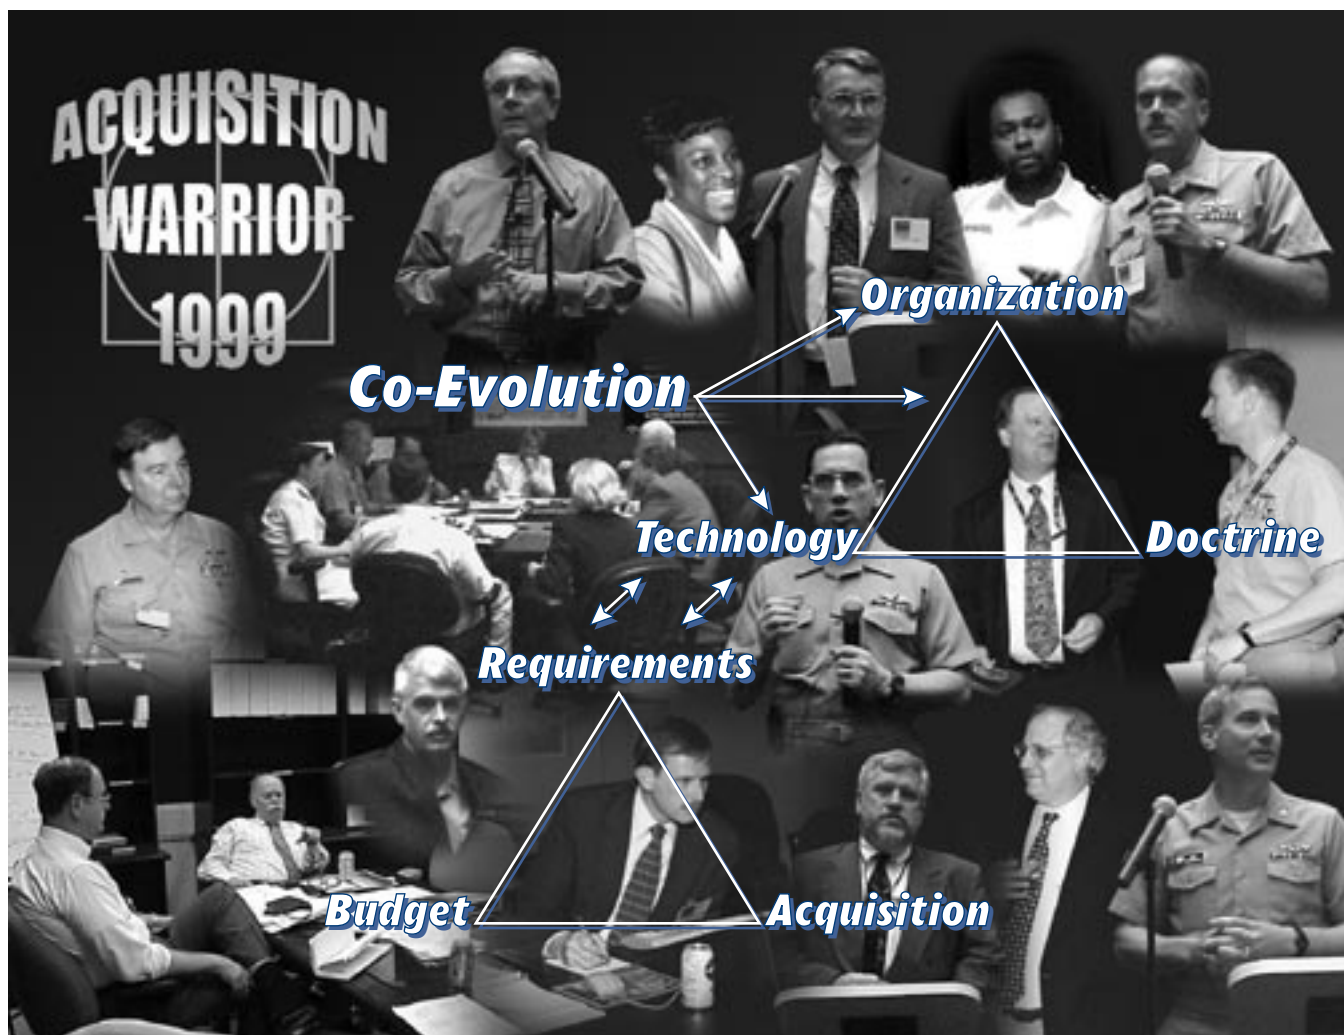 ACQUISITION
WARRIOR
1999
Organization
Co-Evolution
Technology
Doctrine
Requirements
Budget
Acquisition